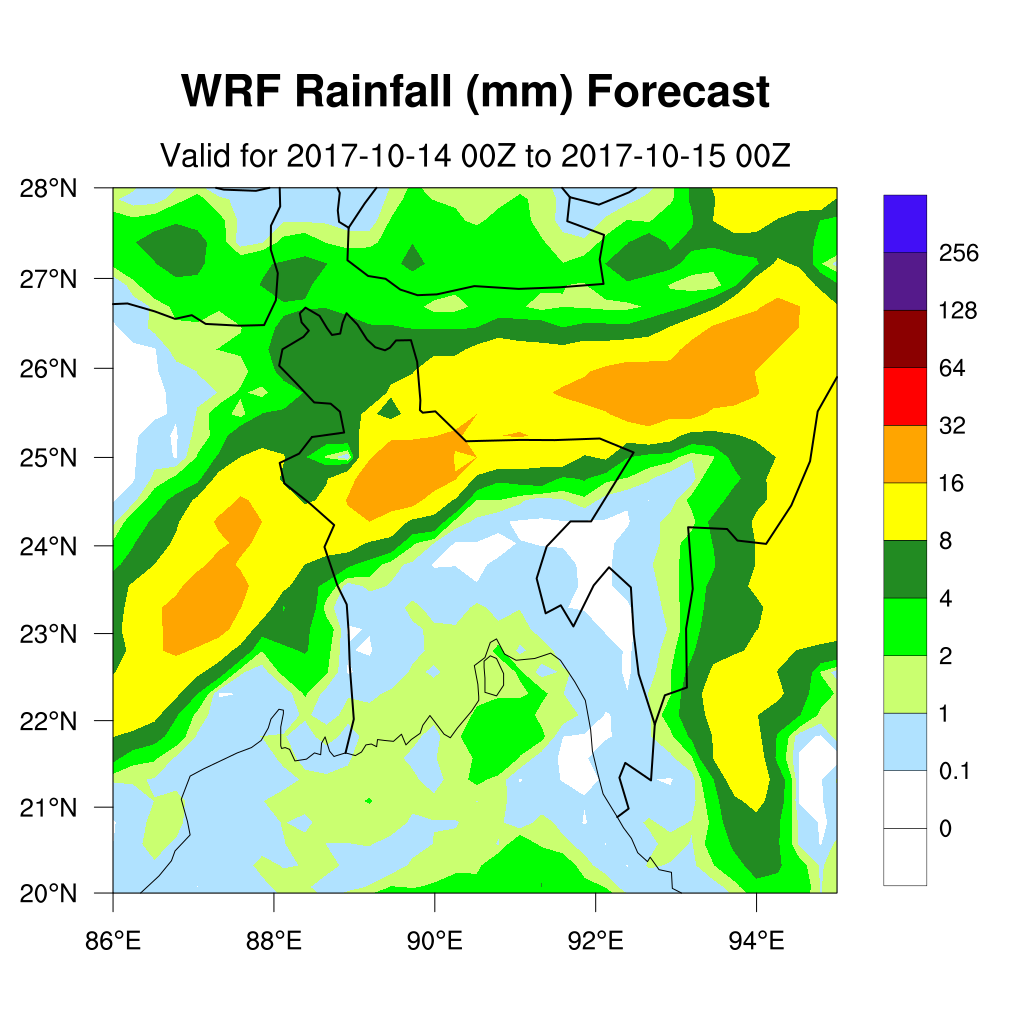 WRF Rainfall (mm) Forecast
Valid for 2017-10-14 00Z to 2017-10-15 00Z
28°N
27°N
26°N
25°N
24°N
23°N
22°N
21°N
20°N
86°E 88°E 90°E 92°E 94°E
256
128
64
32
16
8
4
2
1
0.1
0